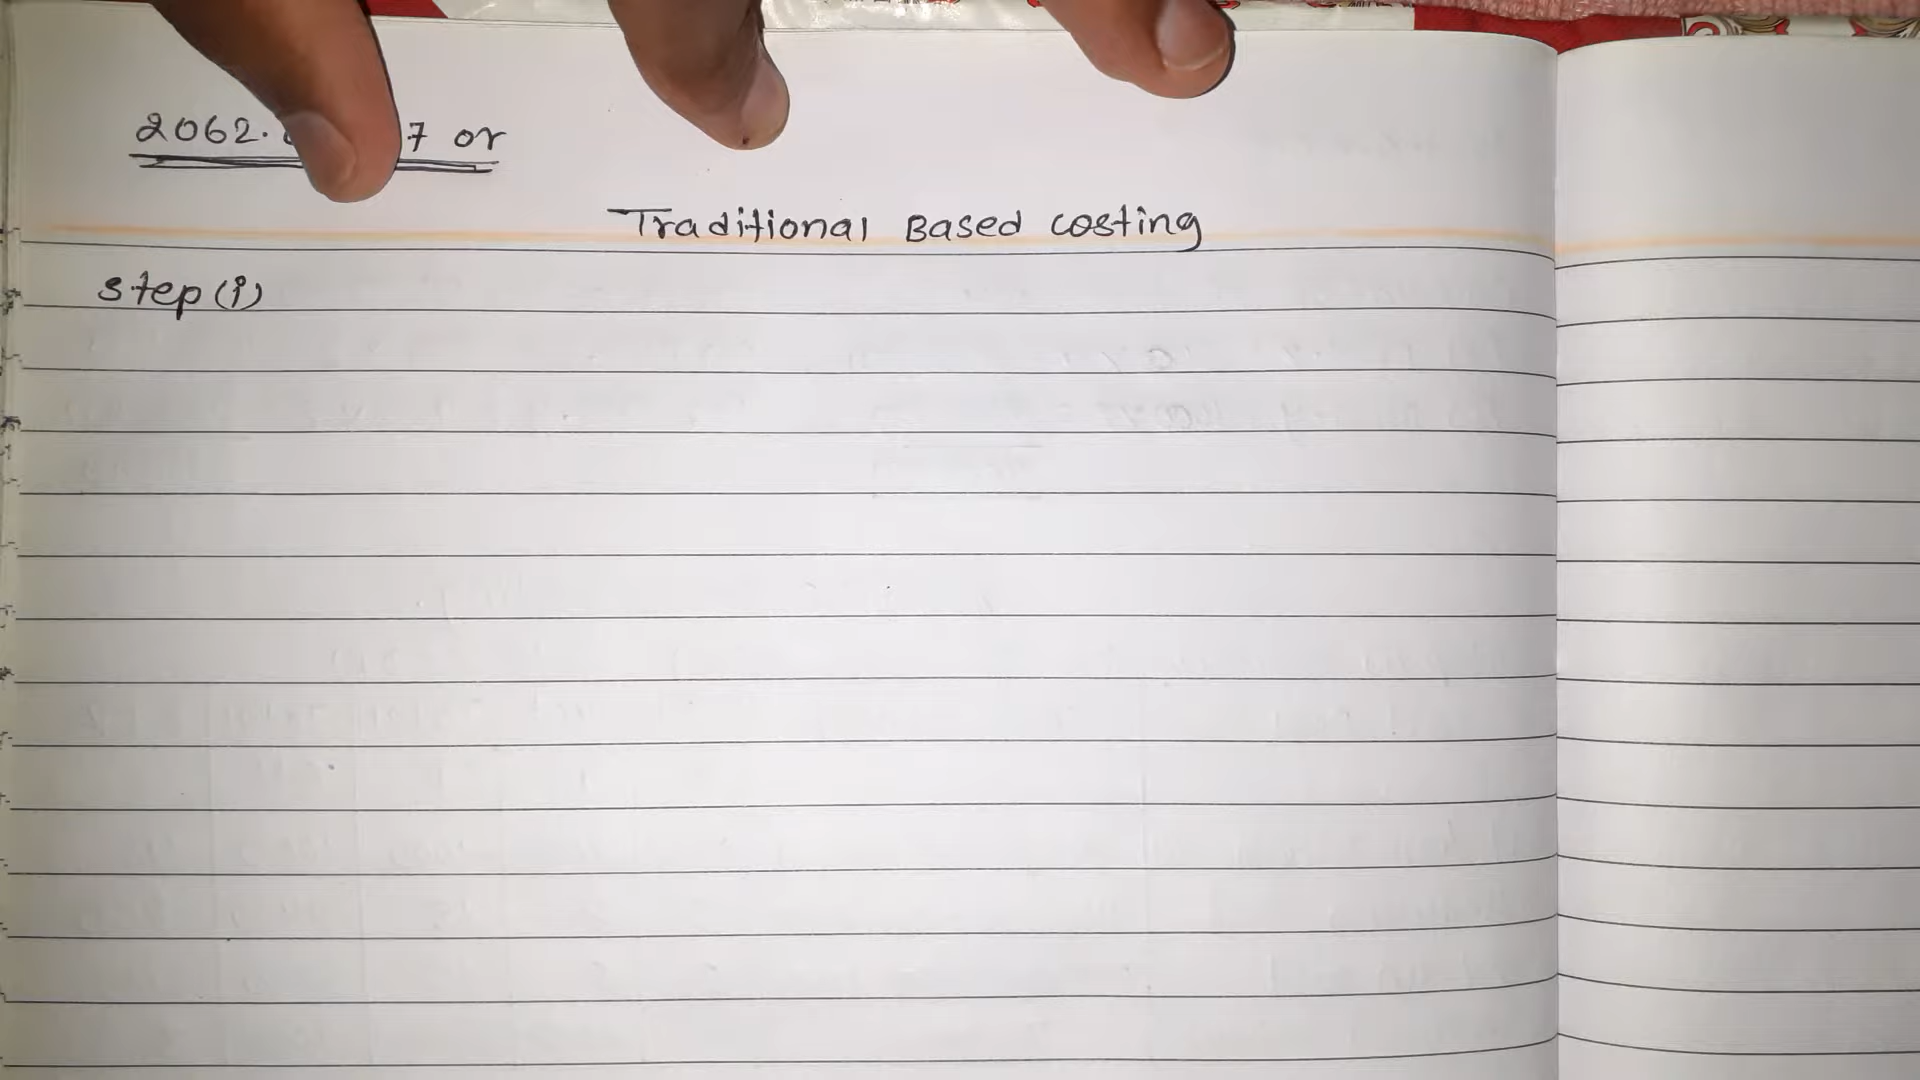 2062. 7 or
Traditional Based costing
step (i)